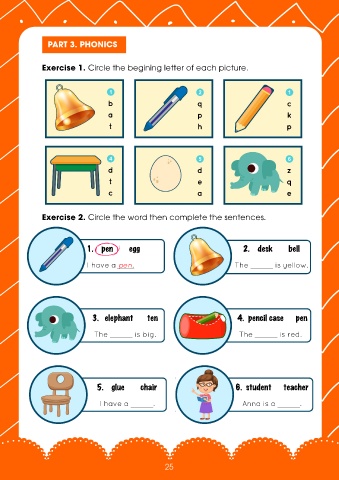 PART 3. PHONICS
Exercise 1. Circle the begining letter of each picture.
1
b
a
t
2
q
p
h
1
c
k
p
4
d
t
c
3
d
e
a
6
z
q
e
Exercise 2. Circle the word then complete the sentences.
1. pen egg
I have a pen.
2. desk bell
The ______ is yellow.
3. elephant ten
The ______ is big.
4. pencil case pen
The ______ is red.
5. glue chair
I have a ______.
6. student teacher
Anna is a ______.
25